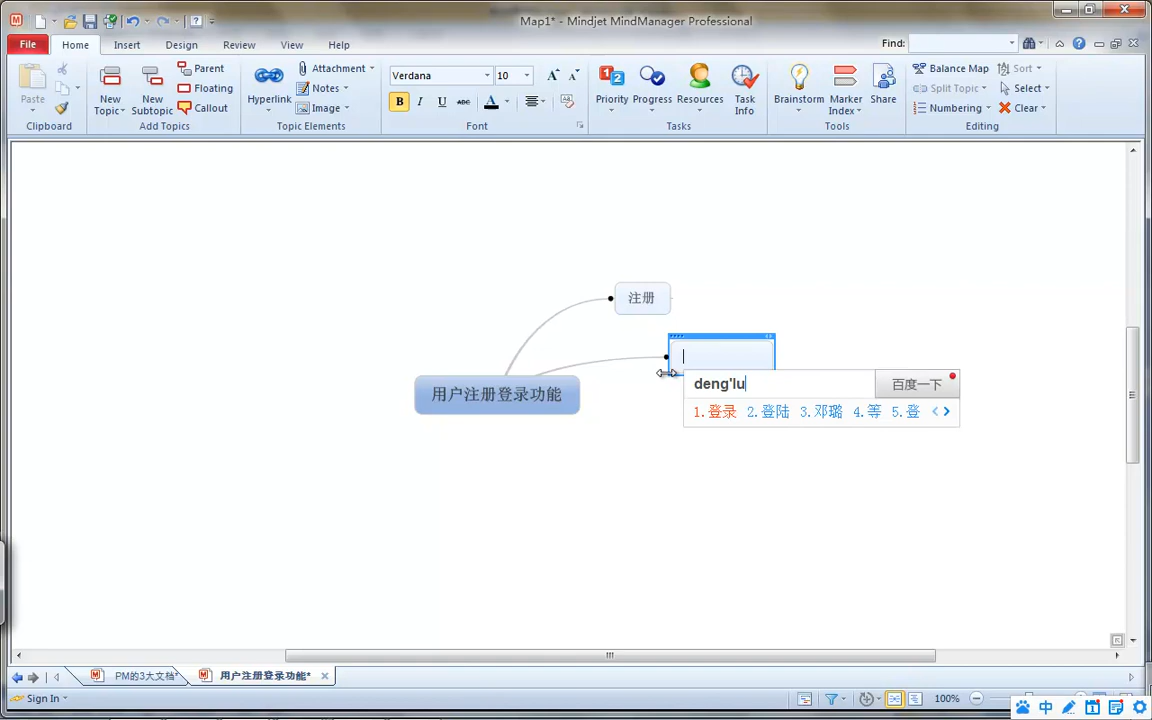 Map1* - Mindjet MindManager Professional
File Home Insert Design Review View Help Find:
Paste
Clipboard
New Topic
New Subtopic
Parent
Floating
Callout
Add Topics
Hyperlink
Attachment
Notes
Image
Topic Elements
Verdana 10
B I U abc A
Font
Priority
Progress
Resources
Task Info
Tasks
Brainstorm
Marker Index
Share
Tools
Balance Map Sort
Split Topic Select
Numbering Clear
Editing
注册
用户注册登录功能
deng'lu 百度一下
1.登录 2.登陆 3.邓璐 4.等 5.登
PM的3大文档* 用户注册登录功能*
Sign In 100%
中